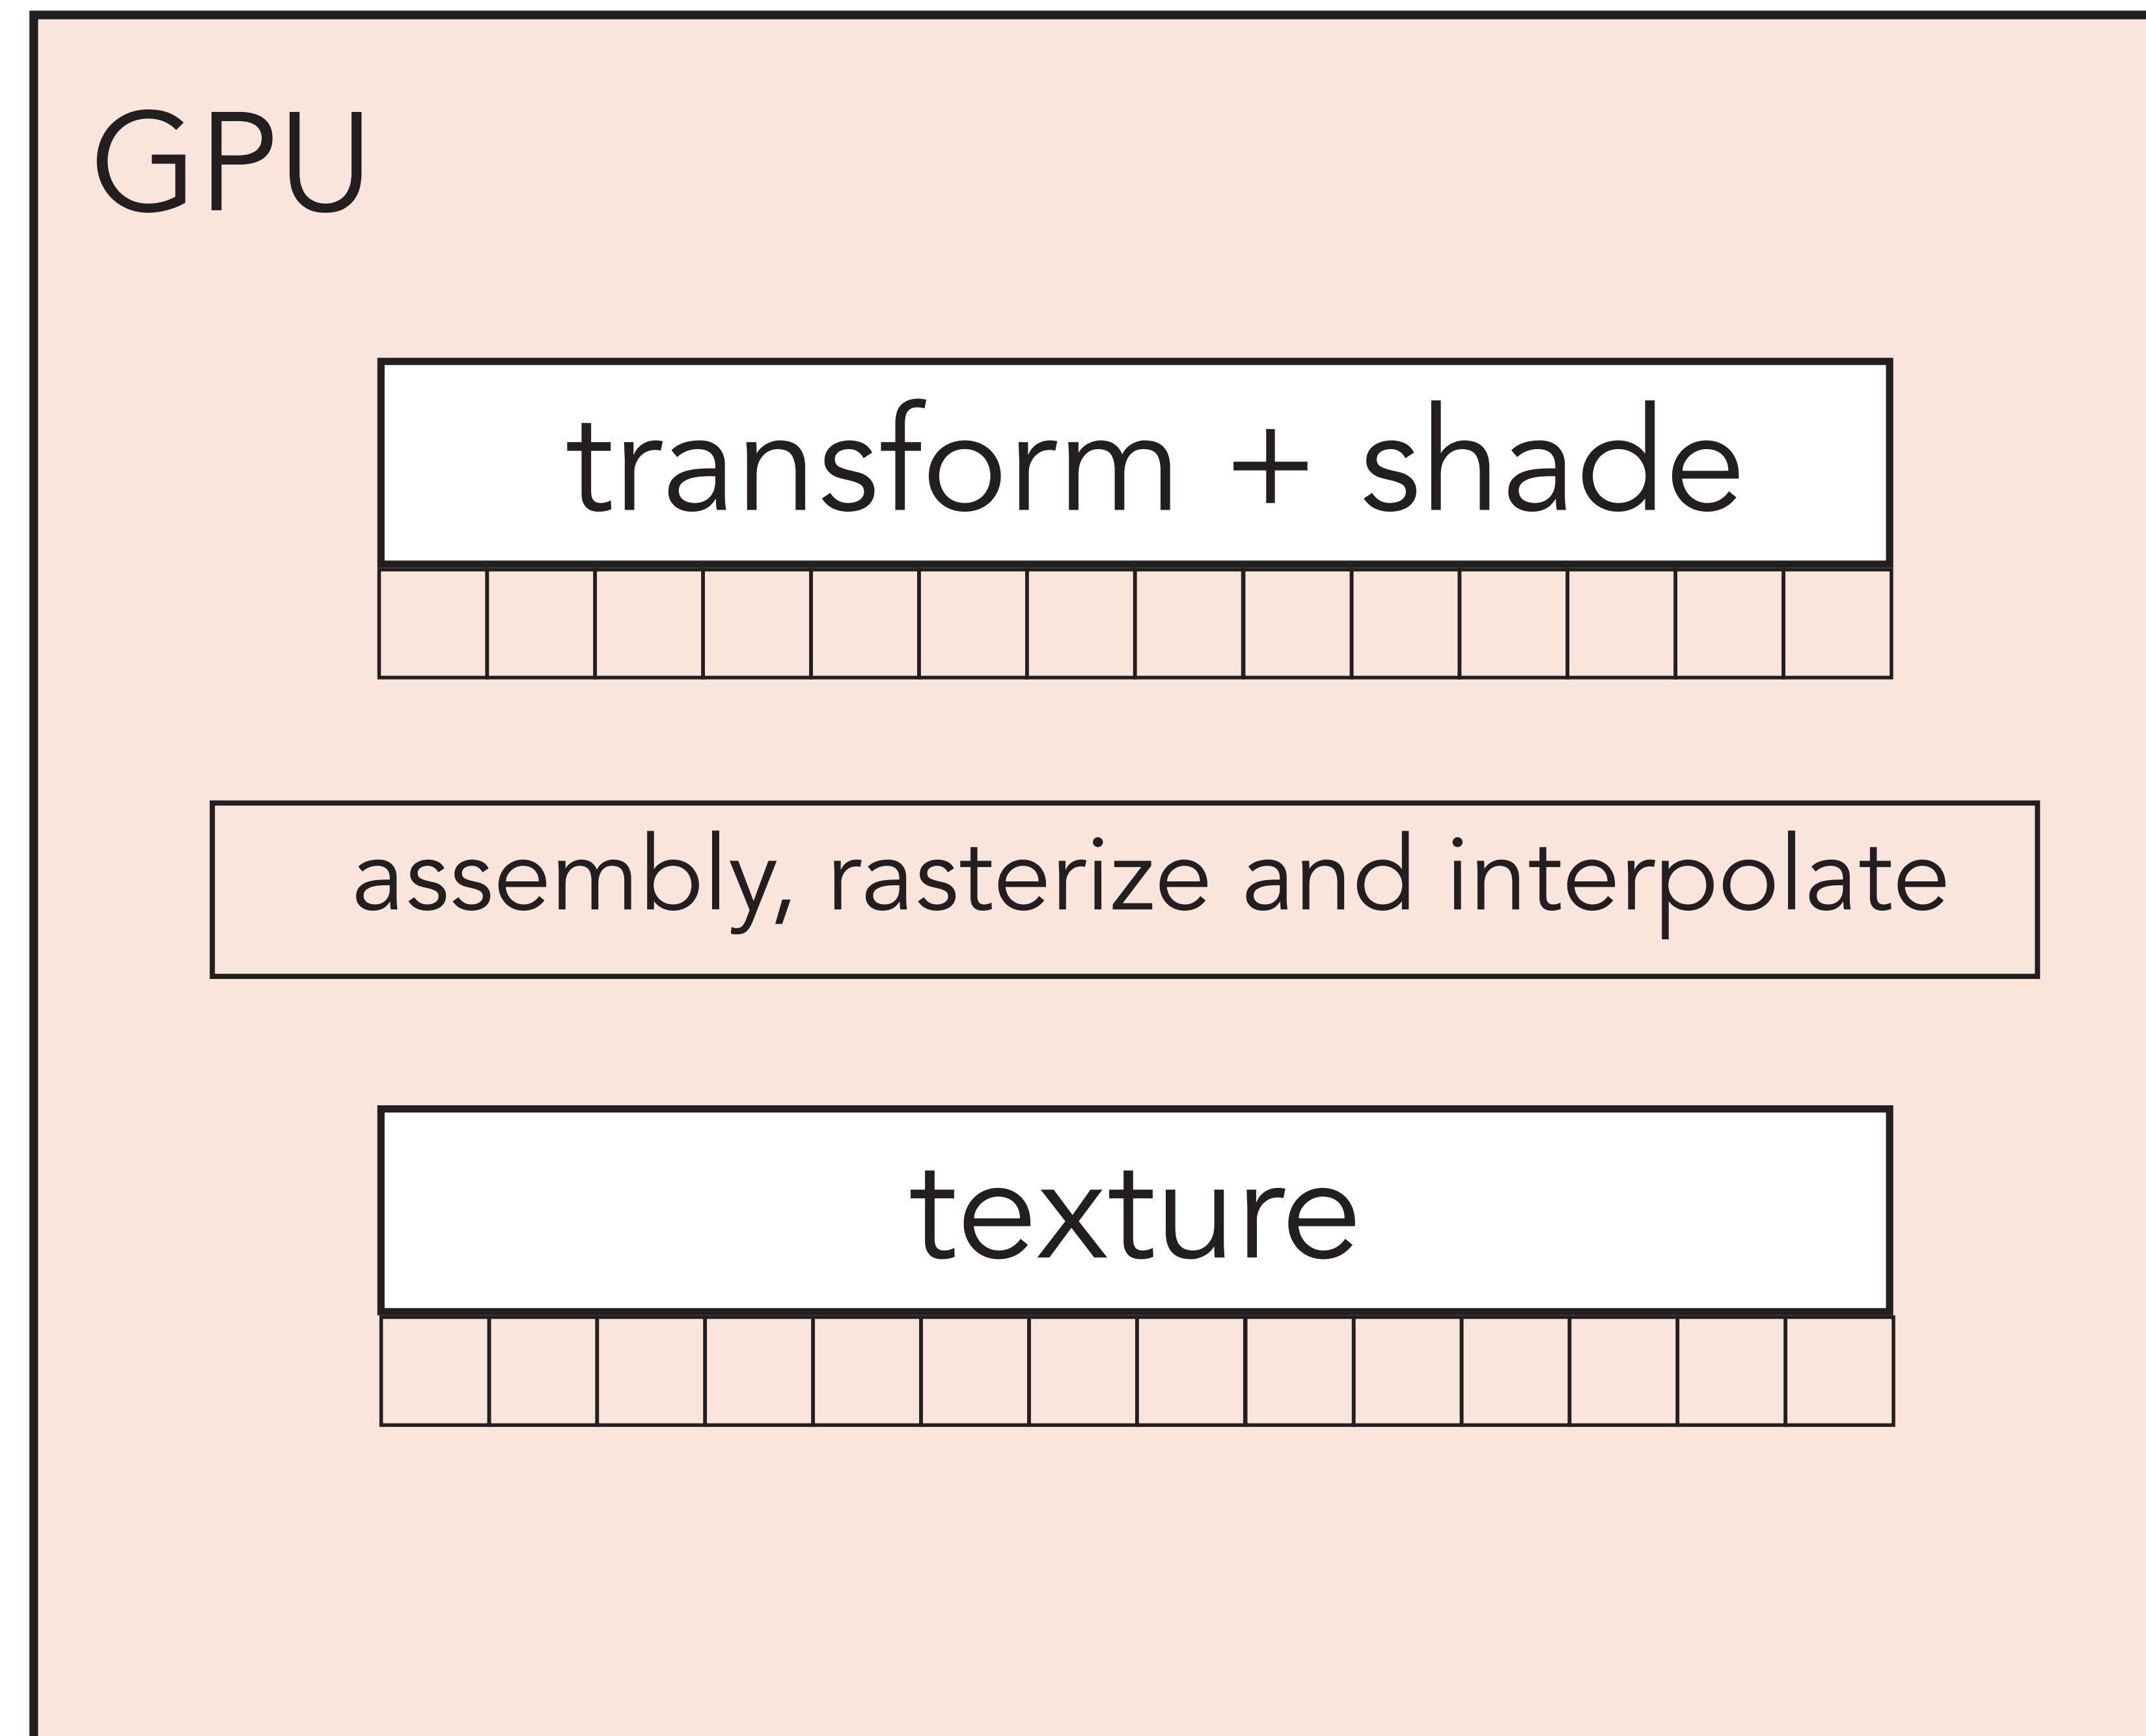 GPU
transform + shade
assembly, rasterize and interpolate
texture